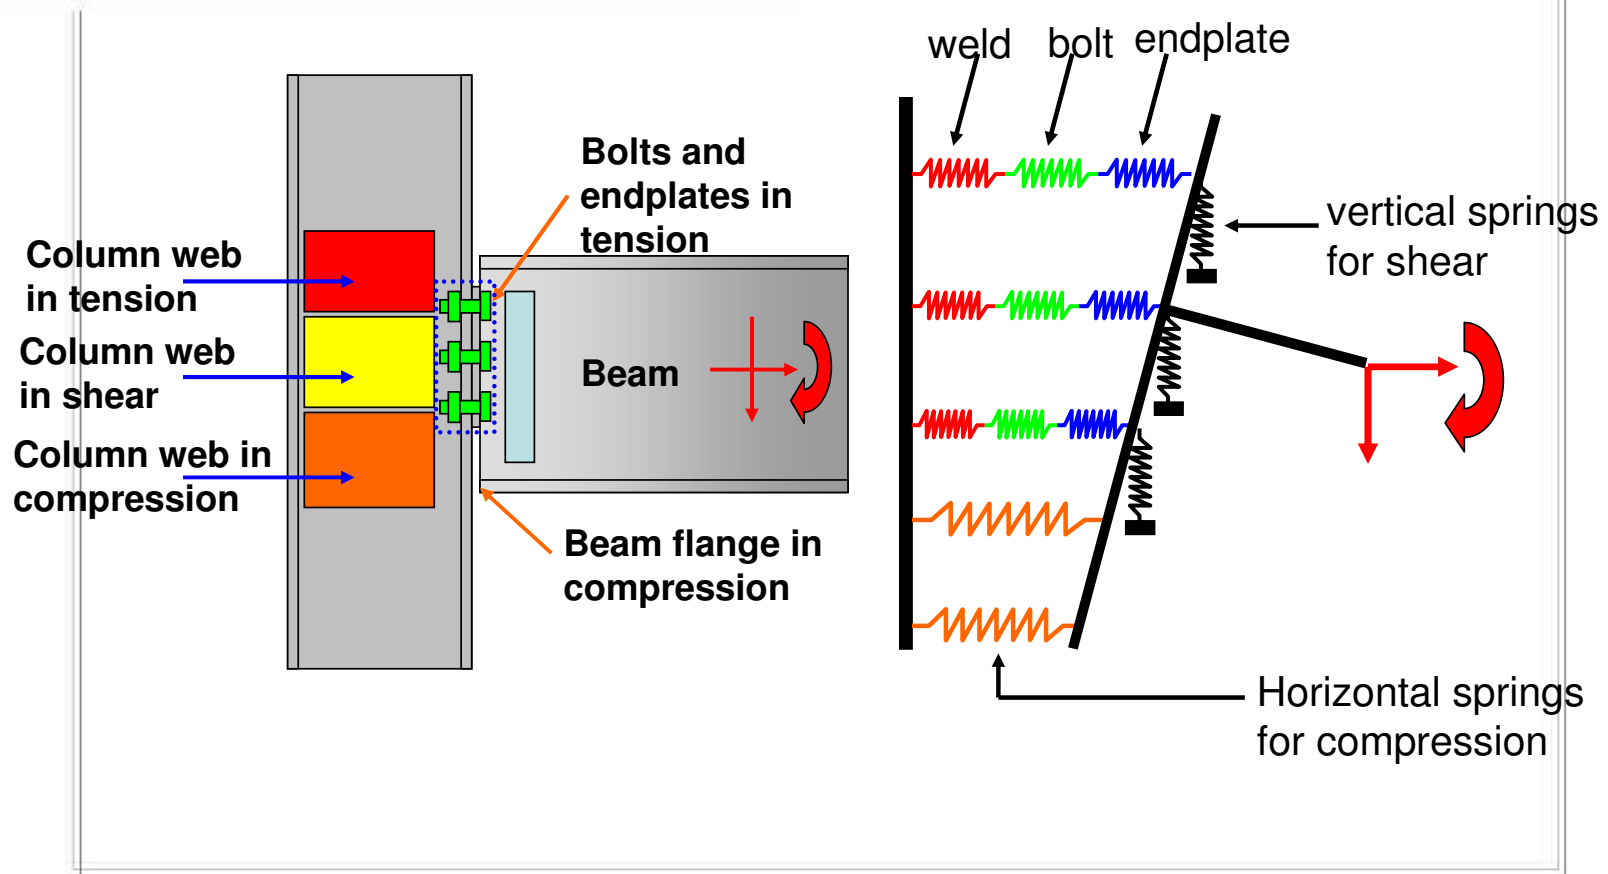 Bolts and
endplates in
tension
Column web
in tension
Column web
in shear
Column web in
compression
Beam
Beam flange in
compression
weld
bolt
endplate
vertical springs
for shear
Horizontal springs
for compression